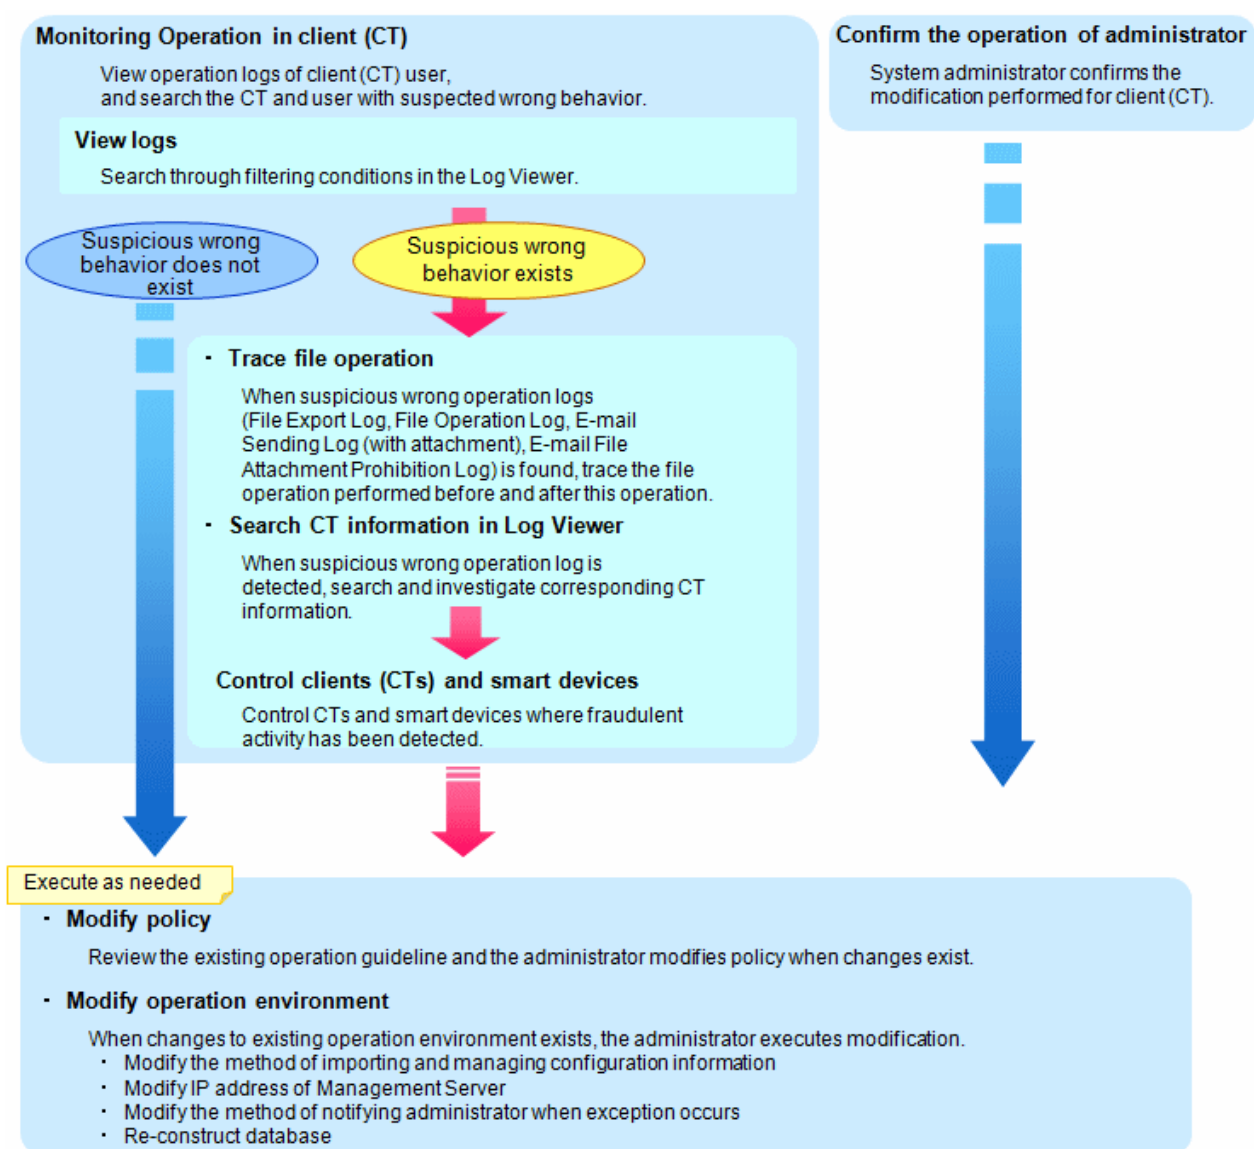 Monitoring Operation in client (CT)
View operation logs of client (CT) user,
and search the CT and user with suspected wrong behavior.
View logs
Search through filtering conditions in the Log Viewer.
Suspicious wrong
behavior does not
exist
Suspicious wrong
behavior exists
· Trace file operation
When suspicious wrong operation logs
(File Export Log, File Operation Log, E-mail
Sending Log (with attachment), E-mail File
Attachment Prohibition Log) is found, trace the file
operation performed before and after this operation.
· Search CT information in Log Viewer
When suspicious wrong operation log is
detected, search and investigate corresponding CT
information.
Control clients (CTs) and smart devices
Control CTs and smart devices where fraudulent
activity has been detected.
Confirm the operation of administrator
System administrator confirms the
modification performed for client (CT).
Execute as needed
· Modify policy
Review the existing operation guideline and the administrator modifies policy when changes exist.
· Modify operation environment
When changes to existing operation environment exists, the administrator executes modification.
· Modify the method of importing and managing configuration information
· Modify IP address of Management Server
· Modify the method of notifying administrator when exception occurs
· Re-construct database